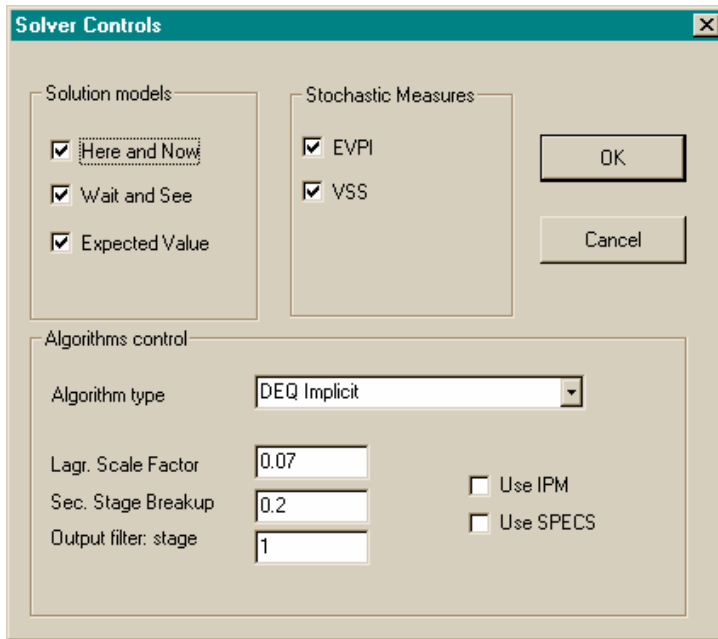 Solver Controls
Solution models
Here and Now
Wait and See
Expected Value
Stochastic Measures
EVPI
VSS
OK
Cancel
Algorithms control
Algorithm type
DEQ Implicit
Lagr. Scale Factor
0.07
Sec. Stage Breakup
0.2
Output filter: stage
1
Use IPM
Use SPECS